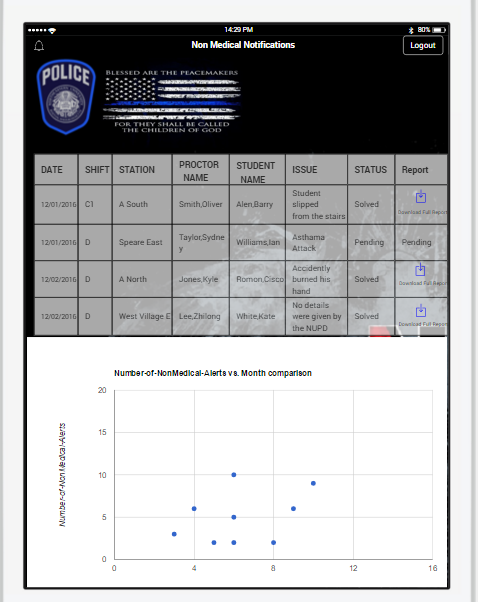 14:29 PM
80%
Non Medical Notifications
Logout
POLICE
BLESSED ARE THE PEACEMAKERS
FOR THEY SHALL BE CALLED
THE CHILDREN OF GOD
DATE SHIFT STATION PROCTOR NAME STUDENT NAME ISSUE STATUS Report
12/01/2016 C1 A South Smith,Oliver Alen,Barry Student slipped from the stairs Solved Download Full Report
12/01/2016 D Speare East Taylor,Sydney Williams,Ian Asthama Attack Pending Pending
12/02/2016 D A North Jones,Kyle Romon,Cisco Accidently burned his hand Solved Download Full Report
12/02/2016 D West Village E Lee,Zhilong White,Kate No details were given by the NUPD Solved Download Full Report
Number-of-NonMedical-Alerts vs. Month comparison
Number-of-Non Medical-Alerts
20
15
10
5
0
0 4 6 8 12 16